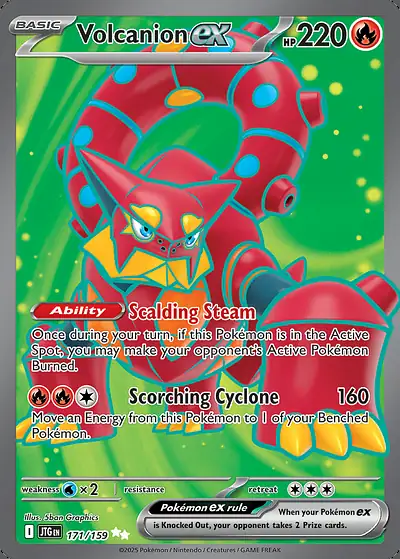 BASIC
Volcanion ex HP 220
Ability Scalding Steam
Once during your turn, if this Pokémon is in the Active
Spot, you may make your opponent's Active Pokémon
Burned.
Scorching Cyclone 160
Move an Energy from this Pokémon to 1 of your Benched
Pokémon.
weakness ×2 resistance retreat
Illus. 5ban Graphics
Pokémon ex rule When your Pokémon ex
is Knocked Out, your opponent takes 2 Prize cards.
I JTG EN 171/159
©2025 Pokémon / Nintendo / Creatures / GAME FREAK